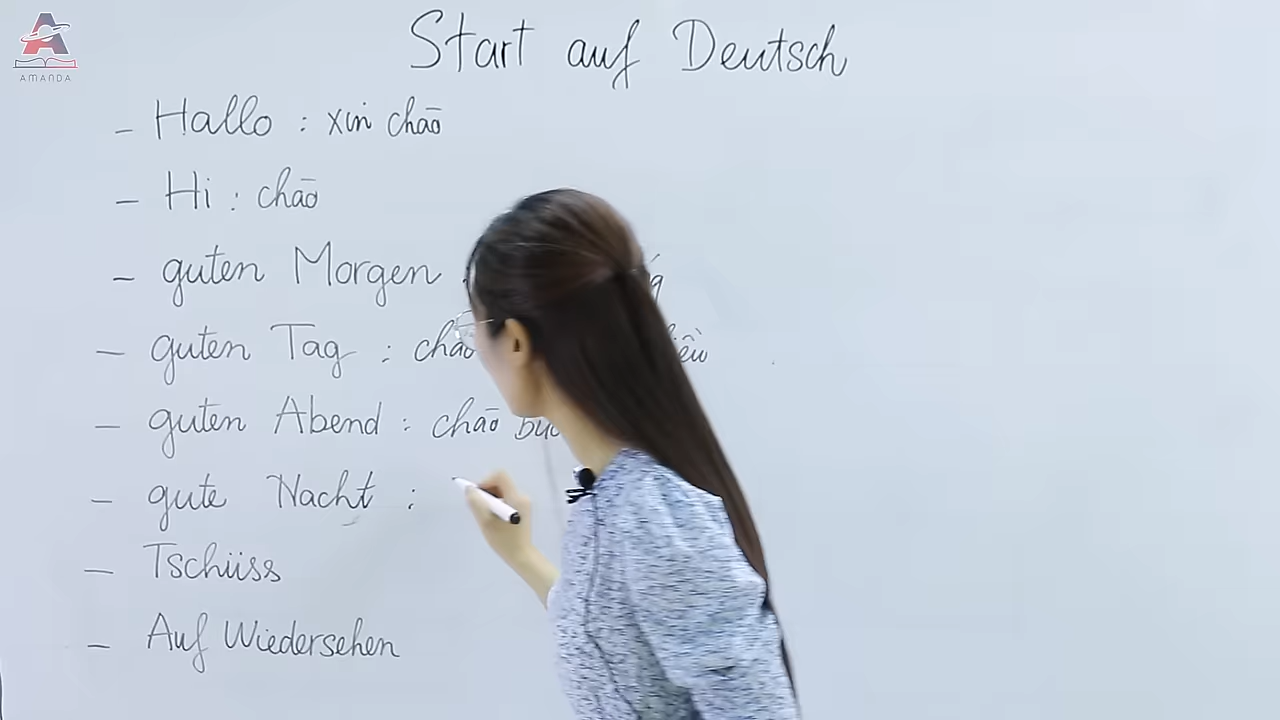 AMANDA
Start auf Deutsch
- Hallo : xin chào
- Hi : chào
- guten Morgen :
- guten Tag : chào
- guten Abend : chào
- gute Nacht :
- Tschüss
- Auf Wiedersehen